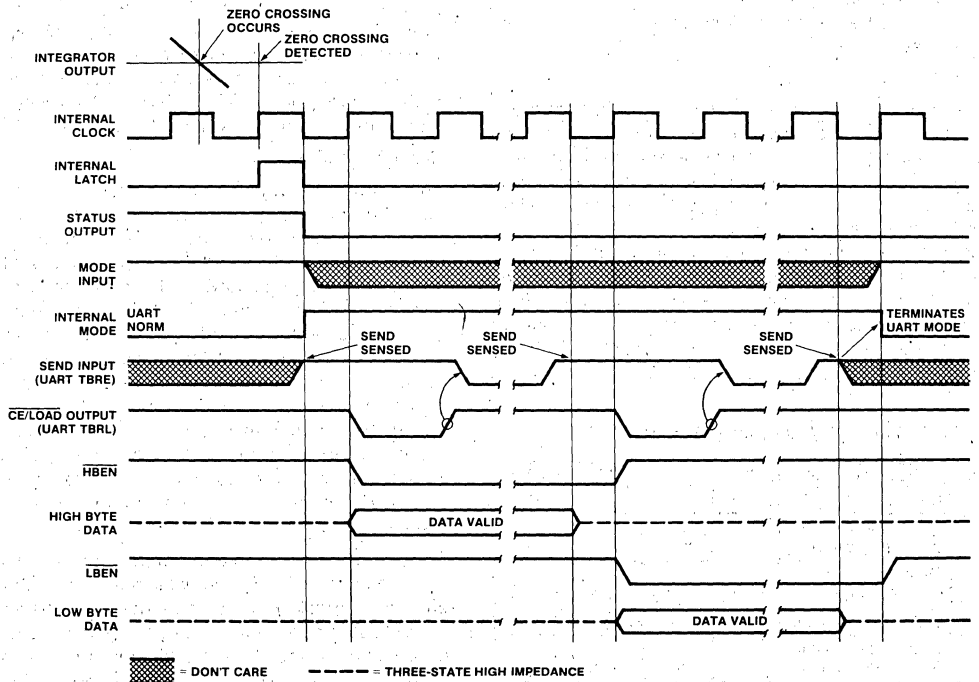 ZERO CROSSING
OCCURS
ZERO CROSSING
DETECTED
INTEGRATOR
OUTPUT
INTERNAL
CLOCK
INTERNAL
LATCH
STATUS
OUTPUT
MODE
INPUT
INTERNAL
MODE
UART
NORM
TERMINATES
UART MODE
SEND
SENSED
SEND
SENSED
SEND
SENSED
SEND INPUT
(UART TBRE)
CE/LOAD OUTPUT
(UART TBRL)
HBEN
HIGH BYTE
DATA
DATA VALID
LBEN
LOW BYTE
DATA
DATA VALID
= DON'T CARE
= THREE-STATE HIGH IMPEDANCE